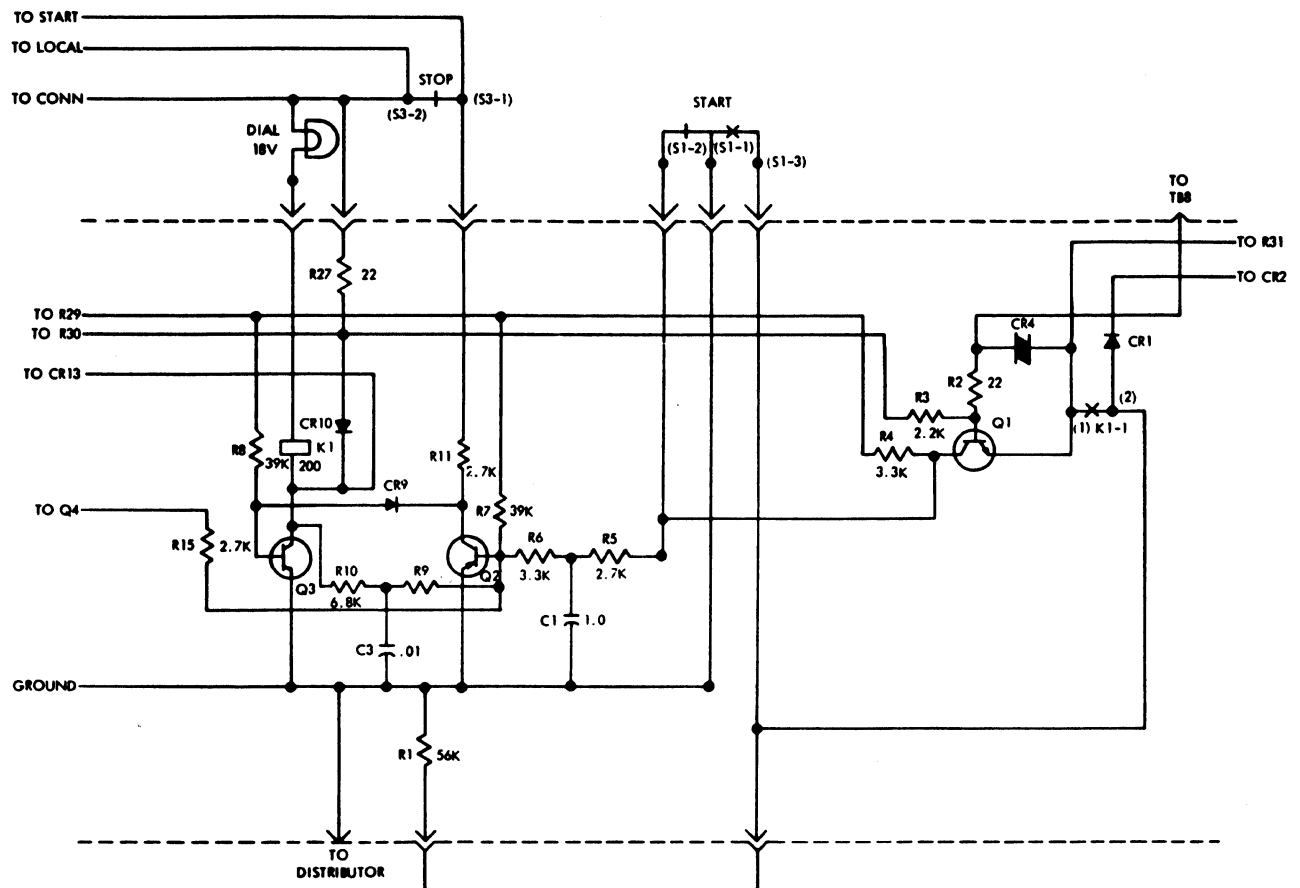 TO START
TO LOCAL
STOP
TO CONN
(S3-2)
(S3-1)
START
DIAL
18V
(S1-2)
(S1-1)
(S1-3)
TO
TB8
TO R31
R27
22
TO CR2
TO R29
TO R30
CR4
CR1
TO CR13
R2
22
R3
2.2K
(2)
CR10
Q1
(1) K1-1
R8
39K
K1
200
R11
2.7K
R4
3.3K
CR9
R7
39K
TO Q4
R15
2.7K
R6
3.3K
R5
2.7K
Q3
R10
6.8K
R9
Q2
C1
1.0
C3
.01
GROUND
R1
56K
TO
DISTRIBUTOR